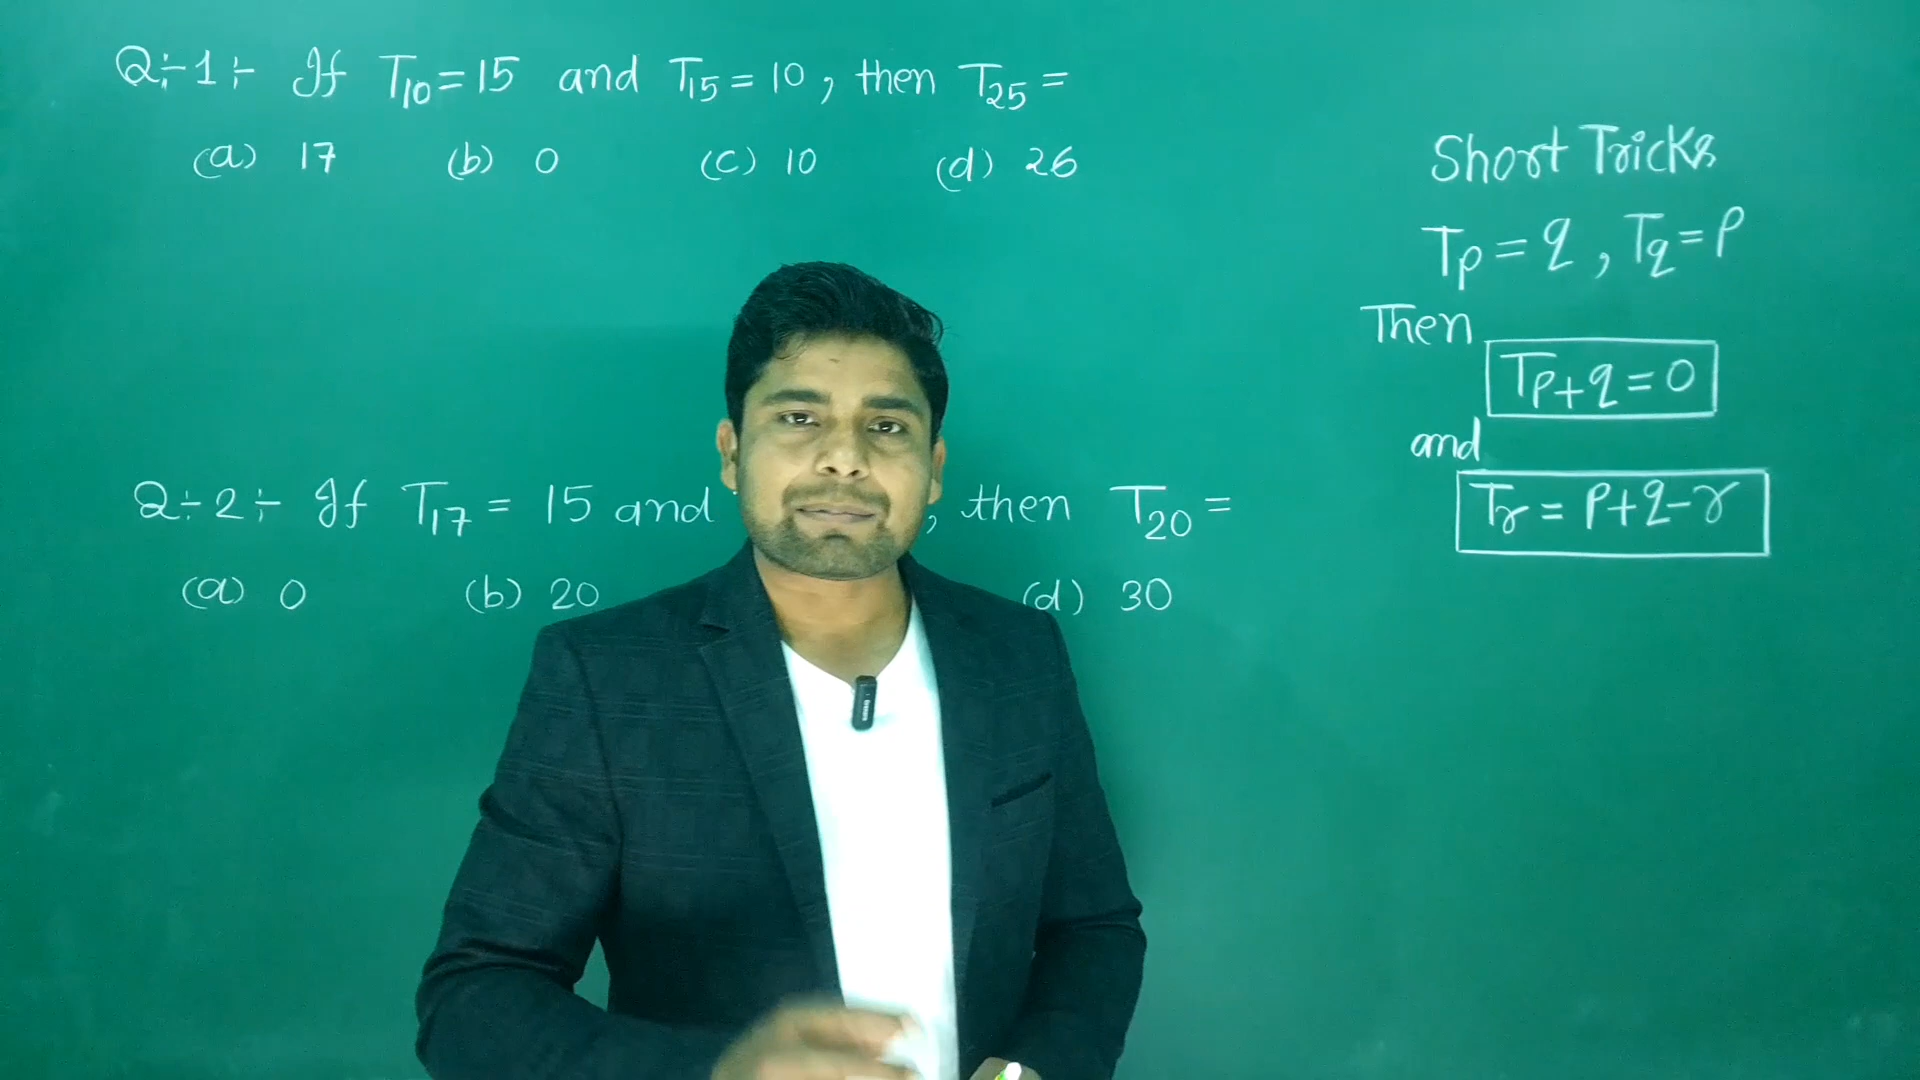 Q÷1÷ If T10=15 and T15=10, then T25=
(a) 17 (b) 0 (c) 10 (d) 26
Q÷2÷ If T17=15 and , then T20=
(a) 0 (b) 20 (d) 30
Short Tricks
Tp=q, Tq=p
Then
Tp+q=0
and
Tr=p+q-r